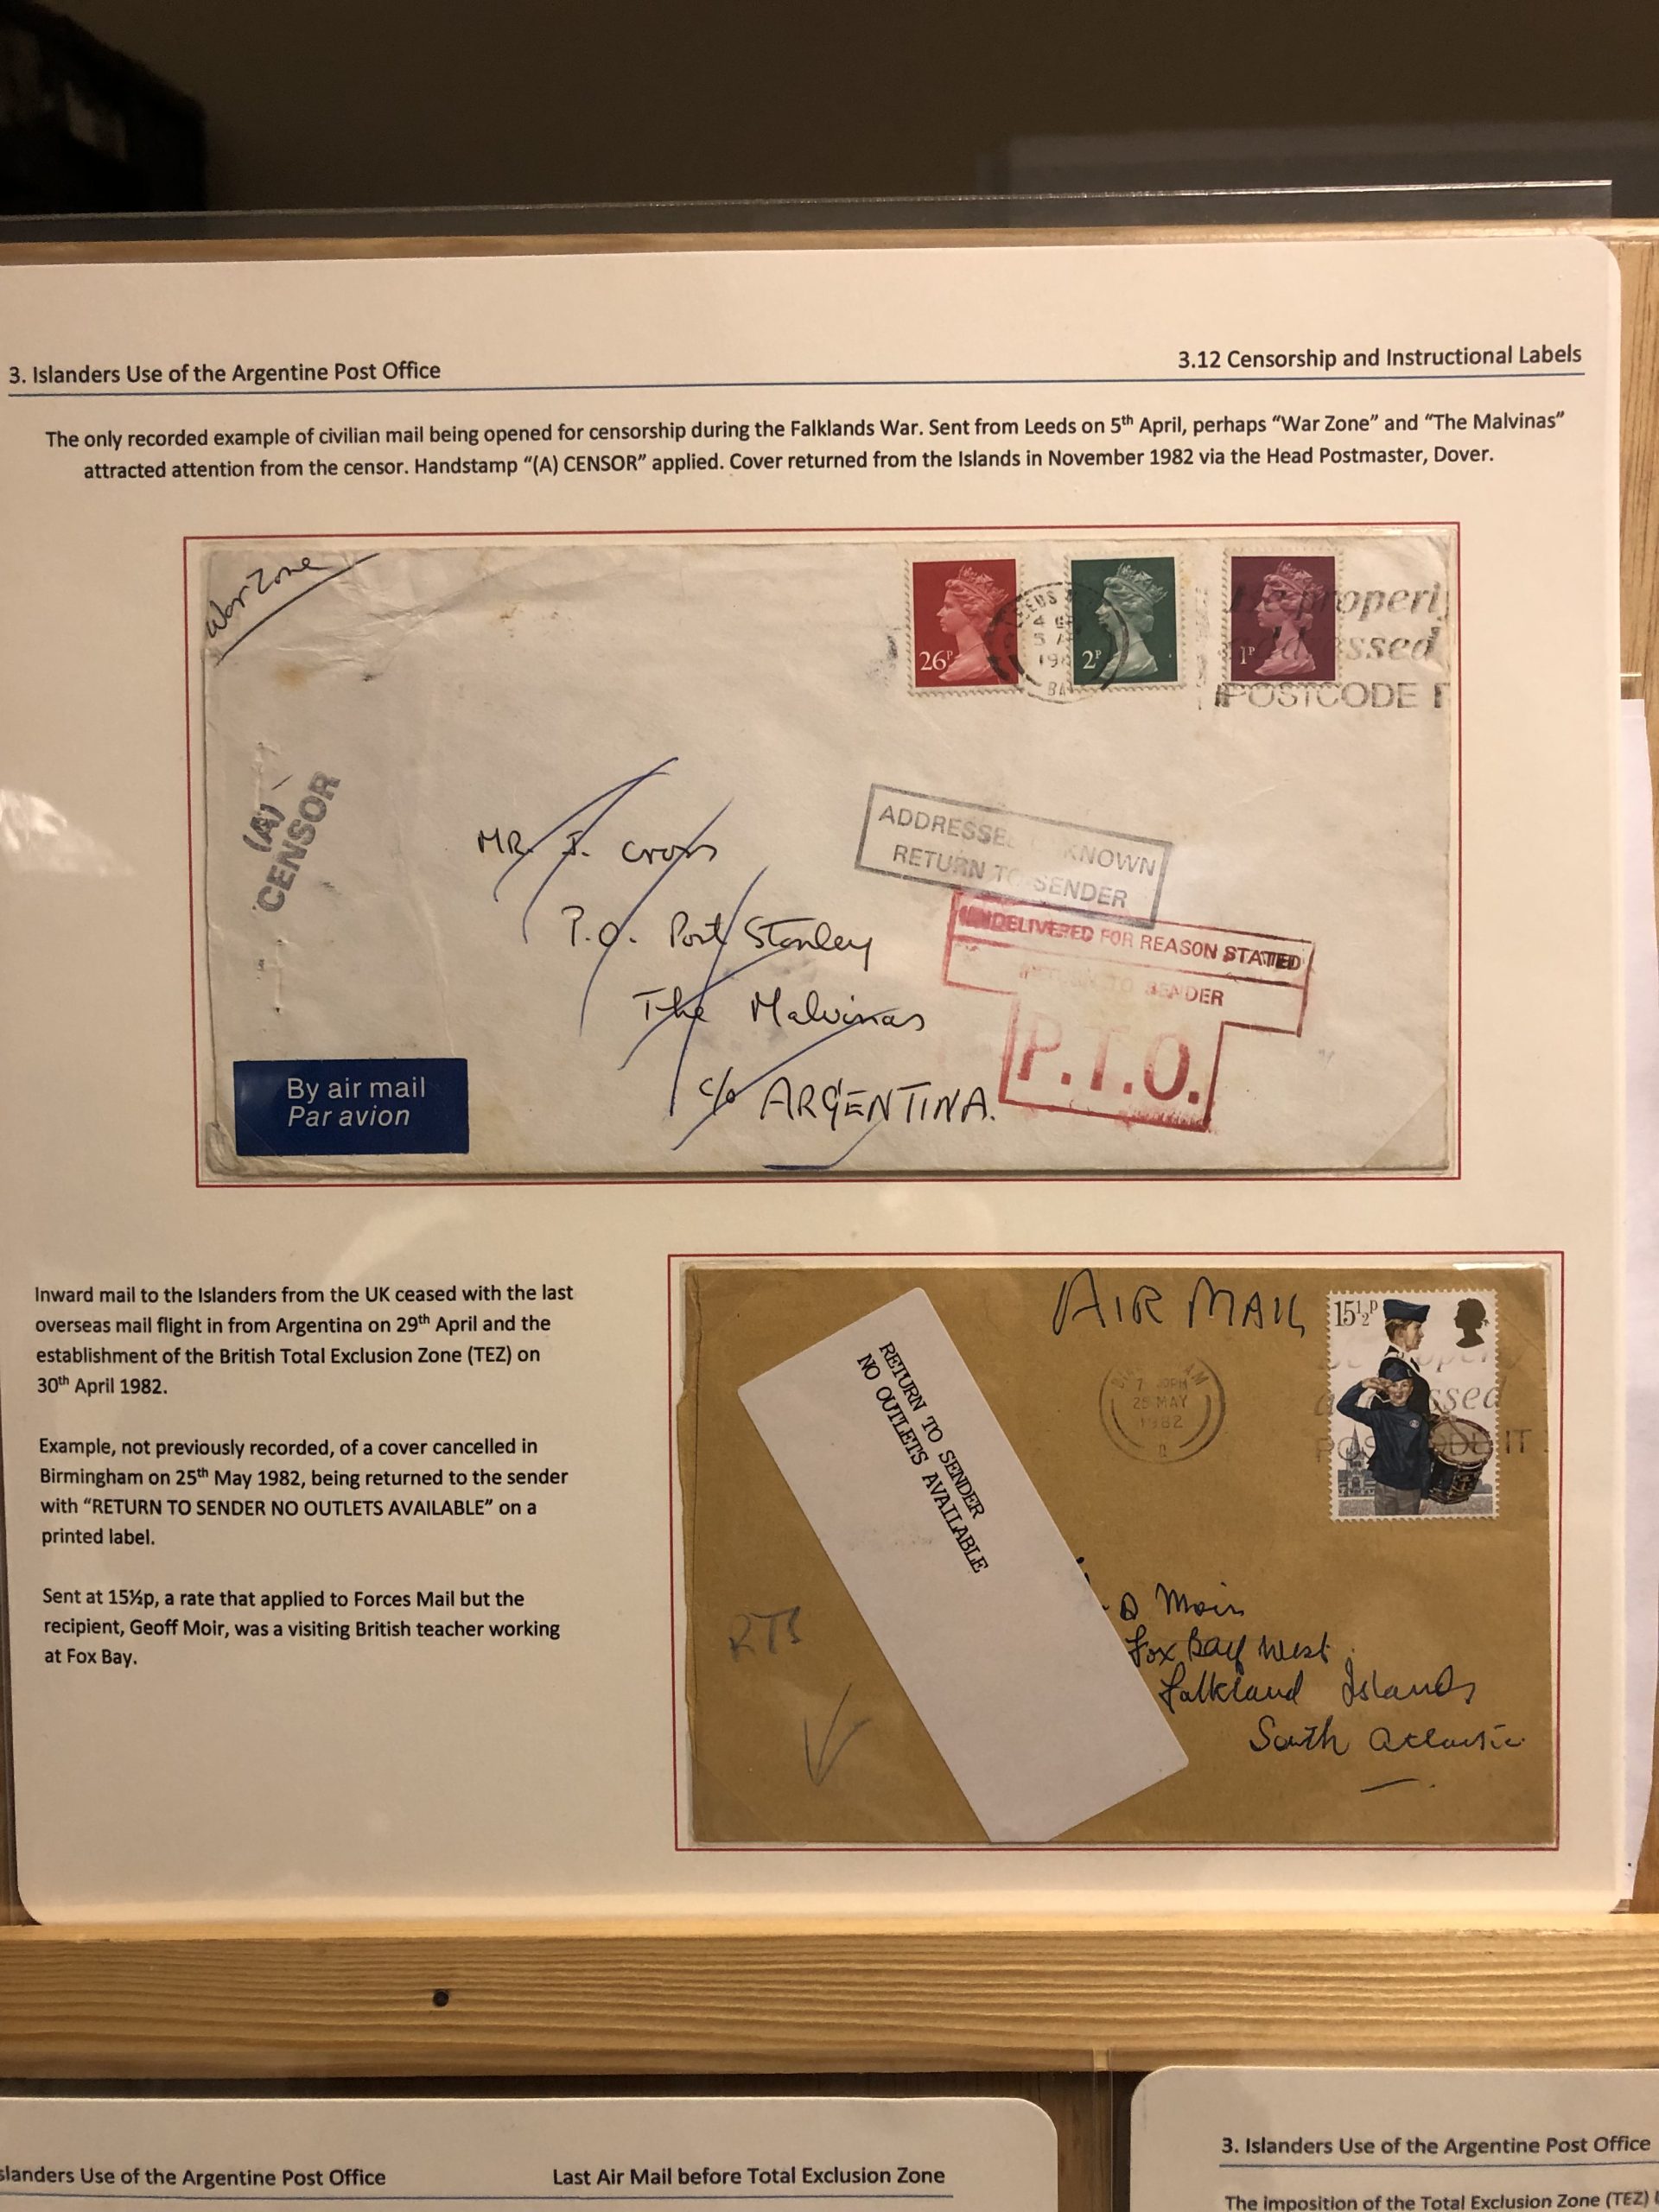 3. Islanders Use of the Argentine Post Office
3.12 Censorship and Instructional Labels
The only recorded example of civilian mail being opened for censorship during the Falklands War. Sent from Leeds on 5th April, perhaps “War Zone” and “The Malvinas”
attracted attention from the censor. Handstamp “(A) CENSOR” applied. Cover returned from the Islands in November 1982 via the Head Postmaster, Dover.
War Zone
26P
2P
1P
LEEDS
POSTCODE
(A)
CENSOR
MR. J. Cross
P.O. Port Stanley
The Malvinas
c/o ARGENTINA.
RETURN TO SENDER
UNDELIVERED FOR REASON STATED
RETURN TO SENDER
P.T.O.
By air mail
Par avion
Inward mail to the Islanders from the UK ceased with the last
overseas mail flight in from Argentina on 29th April and the
establishment of the British Total Exclusion Zone (TEZ) on
30th April 1982.
Example, not previously recorded, of a cover cancelled in
Birmingham on 25th May 1982, being returned to the sender
with “RETURN TO SENDER NO OUTLETS AVAILABLE” on a
printed label.
Sent at 15½p, a rate that applied to Forces Mail but the
recipient, Geoff Moir, was a visiting British teacher working
at Fox Bay.
AIR MAIL
15½P
25 MAY
1982
RETURN TO SENDER
NO OUTLETS AVAILABLE
RTS
D Moir
Fox Bay West
Falkland Islands
South Atlantic
slanders Use of the Argentine Post Office
Last Air Mail before Total Exclusion Zone
3. Islanders Use of the Argentine Post Office
The imposition of the Total Exclusion Zone (TEZ)